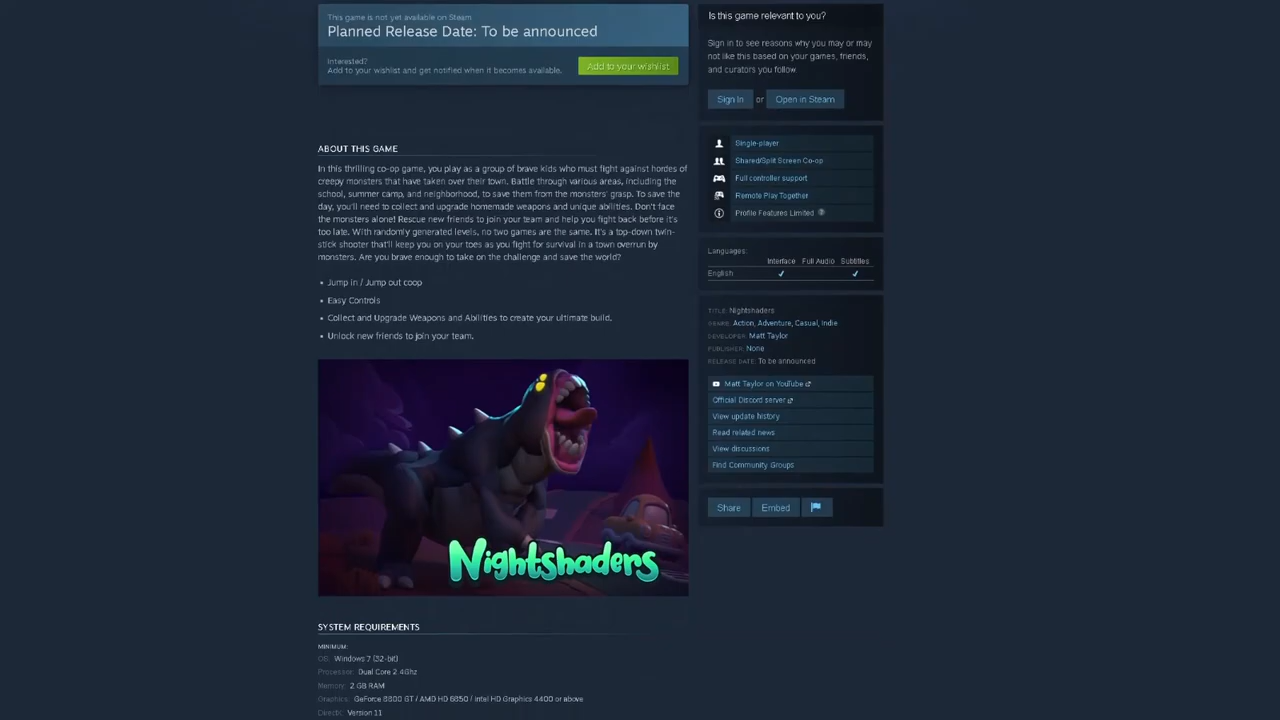 This game is not yet available on Steam
Planned Release Date: To be announced
Interested?
Add to your wishlist and get notified when it becomes available.
Add to your wishlist
ABOUT THIS GAME
In this thrilling co-op game, you play as a group of brave kids who must fight against hordes of
creepy monsters that have taken over their town. Battle through various areas, including the
school, summer camp, and neighborhood, to save them from the monsters' grasp. To save the
day, you'll need to collect and upgrade homemade weapons and unique abilities. Don't face
the monsters alone! Rescue new friends to join your team and help you fight back before it's
too late. With randomly generated levels, no two games are the same. It's a top-down twin-
stick shooter that'll keep you on your toes as you fight for survival in a town overrun by
monsters. Are you brave enough to take on the challenge and save the world?
• Jump in / Jump out coop
• Easy Controls
• Collect and Upgrade Weapons and Abilities to create your ultimate build.
• Unlock new friends to join your team.
Nightshaders
SYSTEM REQUIREMENTS
MINIMUM:
OS: Windows 7 (32-bit)
Processor: Dual Core 2.4Ghz
Memory: 2 GB RAM
Graphics: GeForce 8800 GT / AMD HD 6850 / Intel HD Graphics 4400 or above
DirectX: Version 11
Is this game relevant to you?
Sign in to see reasons why you may or may
not like this based on your games, friends,
and curators you follow.
Sign In or Open in Steam
Single-player
Shared/Split Screen Co-op
Full controller support
Remote Play Together
Profile Features Limited ?
Languages:
Interface Full Audio Subtitles
English ✓ ✓
TITLE: Nightshaders
GENRE: Action, Adventure, Casual, Indie
DEVELOPER: Matt Taylor
PUBLISHER: None
RELEASE DATE: To be announced
Matt Taylor on YouTube
Official Discord server
View update history
Read related news
View discussions
Find Community Groups
Share Embed